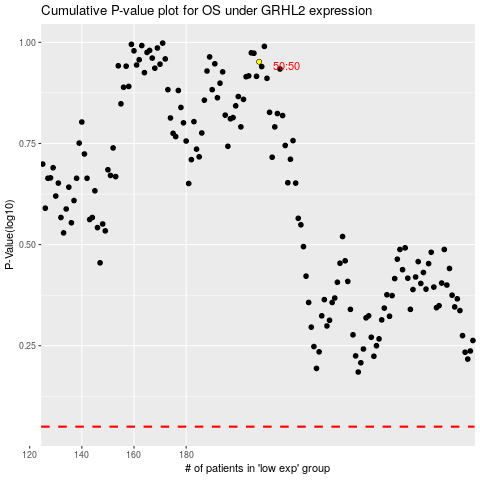 Cumulative P-value plot for OS under GRHL2 expression
1.00
50:50
0.75
P-Value(log10)
0.50
0.25
120 140 160 180
# of patients in 'low exp' group